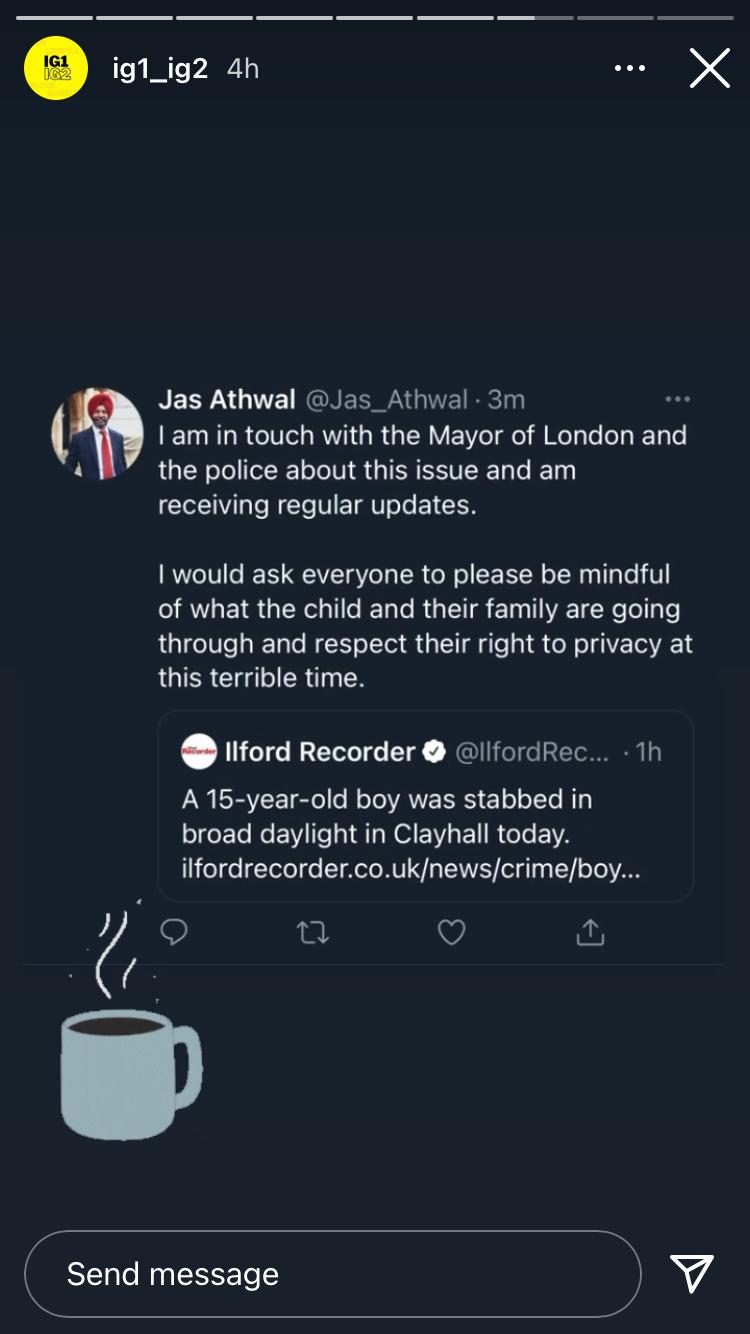 IG1
IG2
ig1_ig2 4h
Jas Athwal @Jas_Athwal · 3m
I am in touch with the Mayor of London and
the police about this issue and am
receiving regular updates.
I would ask everyone to please be mindful
of what the child and their family are going
through and respect their right to privacy at
this terrible time.
Recorder
Ilford Recorder @IlfordRec... · 1h
A 15-year-old boy was stabbed in
broad daylight in Clayhall today.
ilfordrecorder.co.uk/news/crime/boy...
Send message